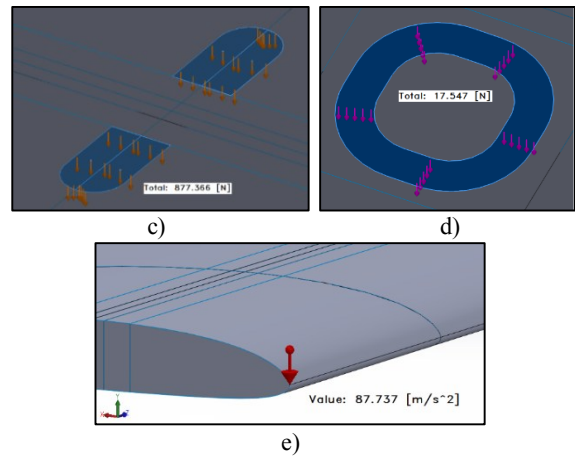 Total: 877.366 [N]
Total: 17.547 [N]
c)
d)
Value: 87.737 [m/s^2]
Y
X
Z
e)